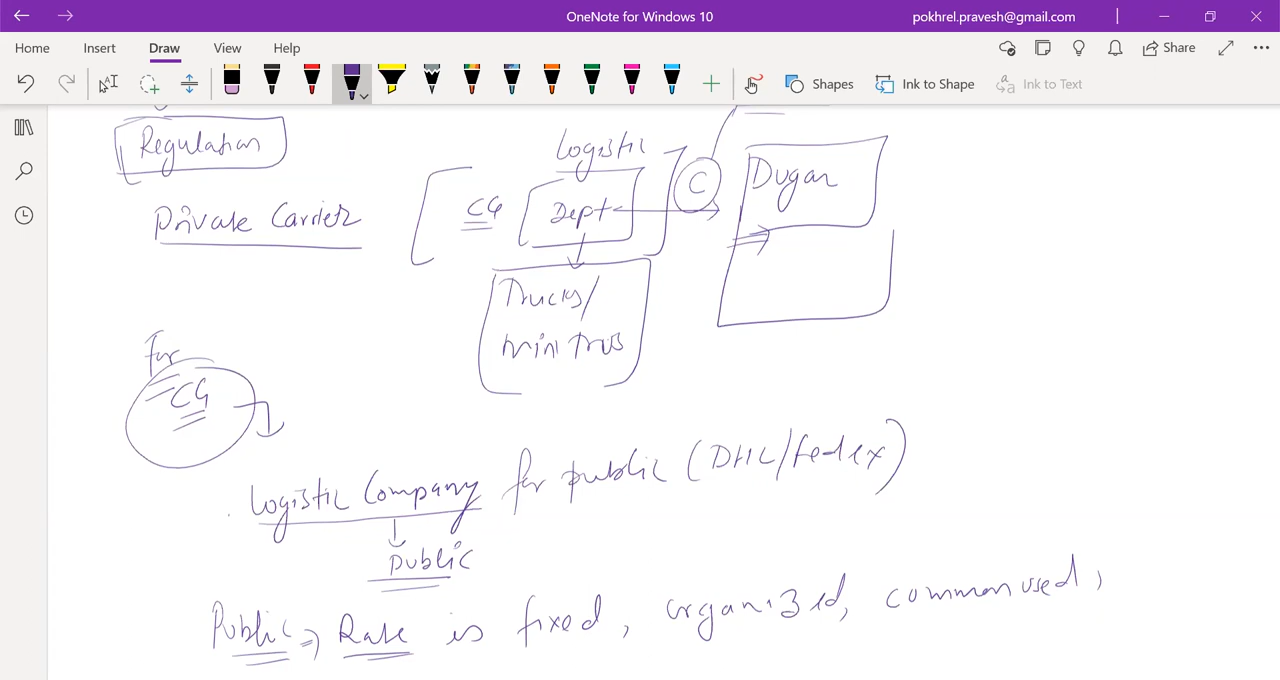 OneNote for Windows 10
pokhrel.pravesh@gmail.com
Home Insert Draw View Help
Share
Shapes
Ink to Shape
Ink to Text
Regulation
Logistic
Private Carrier
CG
Dept
C
Dugar
Trucks/
mini
For
CG
Logistic Company for public (DHL/Fedex)
public
Public ⇒ Rate is fixed, organized, common used,